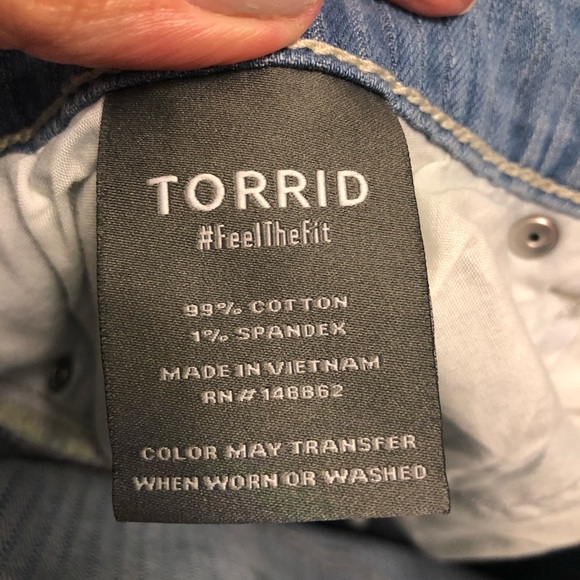 TORRID
#FeelTheFit
99% COTTON
1% SPANDEX
MADE IN VIETNAM
RN# 148862
COLOR MAY TRANSFER
WHEN WORN OR WASHED